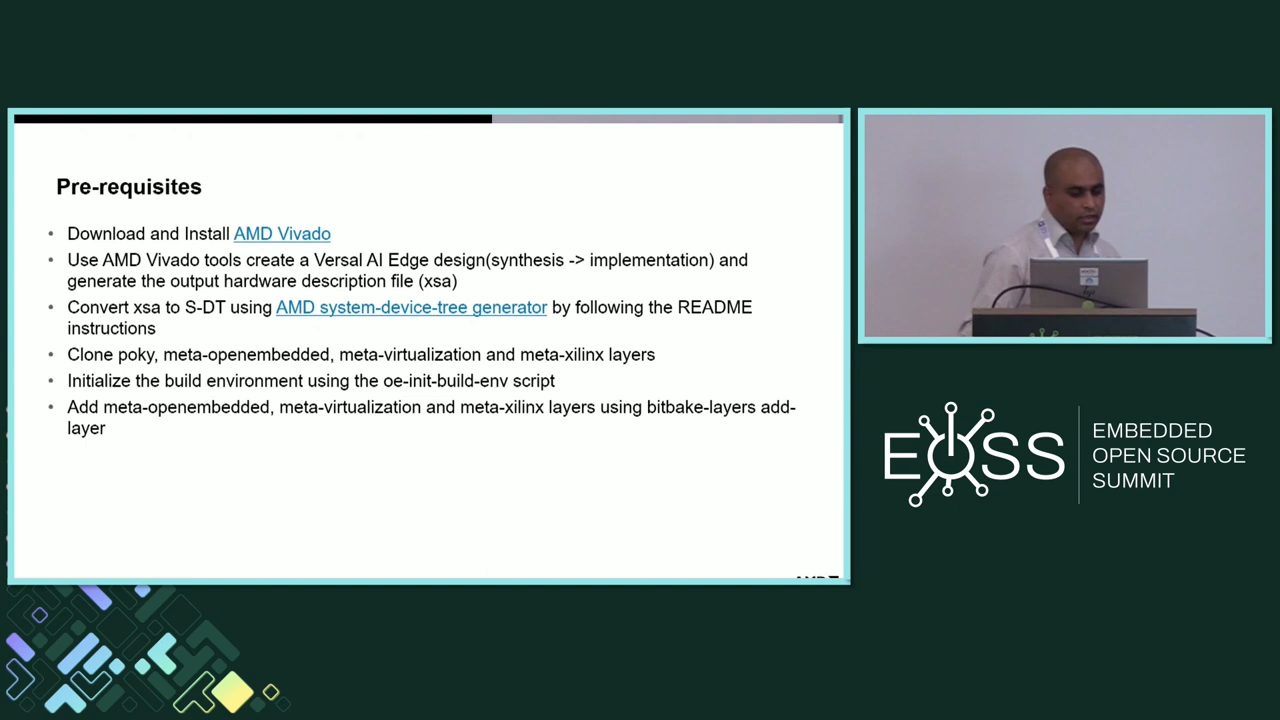 Pre-requisites
• Download and Install AMD Vivado
• Use AMD Vivado tools create a Versal AI Edge design(synthesis -> implementation) and
generate the output hardware description file (xsa)
• Convert xsa to S-DT using AMD system-device-tree generator by following the README
instructions
• Clone poky, meta-openembedded, meta-virtualization and meta-xilinx layers
• Initialize the build environment using the oe-init-build-env script
• Add meta-openembedded, meta-virtualization and meta-xilinx layers using bitbake-layers add-
layer
EOSS
EMBEDDED
OPEN SOURCE
SUMMIT